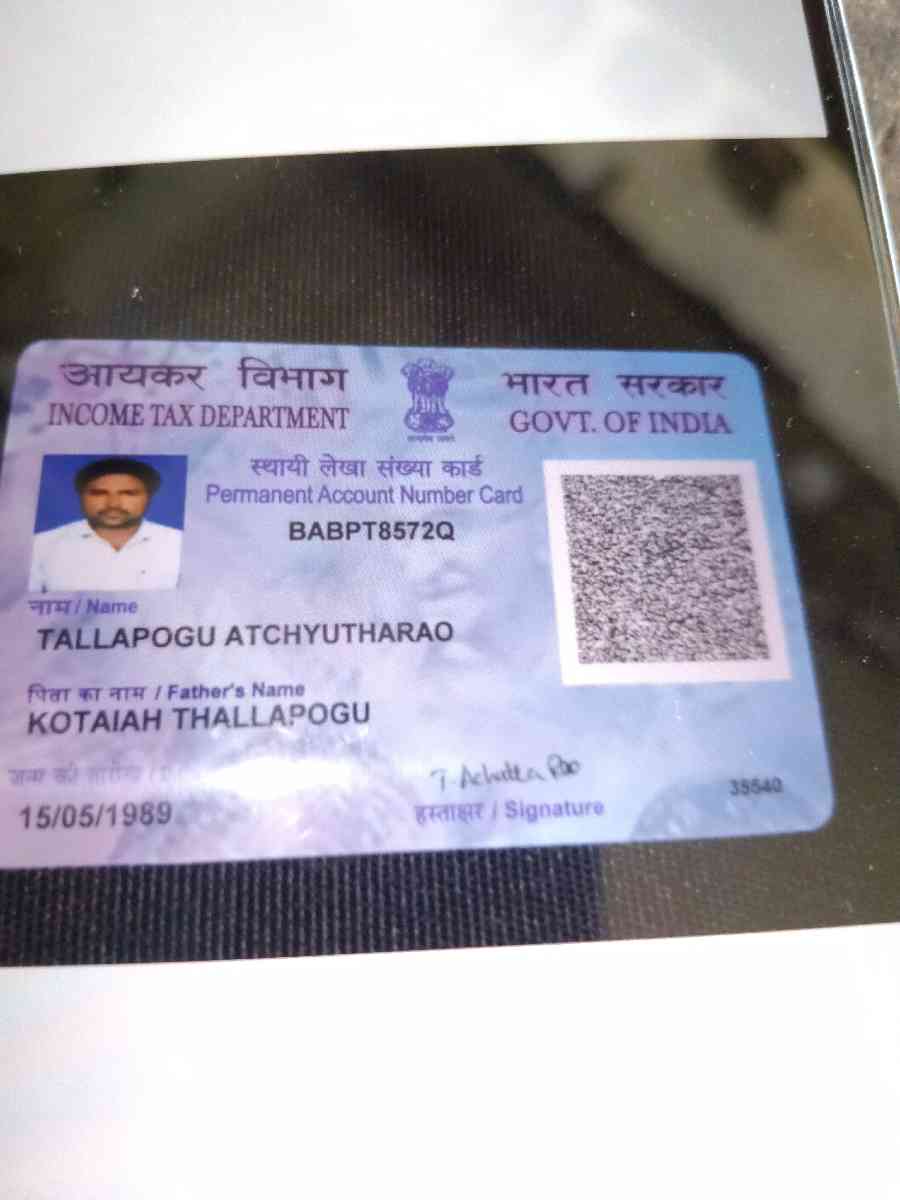 आयकर विभाग
INCOME TAX DEPARTMENT
भारत सरकार
GOVT. OF INDIA
स्थायी लेखा संख्या कार्ड
Permanent Account Number Card
BABPT8572Q
नाम / Name
TALLAPOGU ATCHYUTHARAO
पिता का नाम / Father's Name
KOTAIAH THALLAPOGU
15/05/1989
हस्ताक्षर / Signature
35540